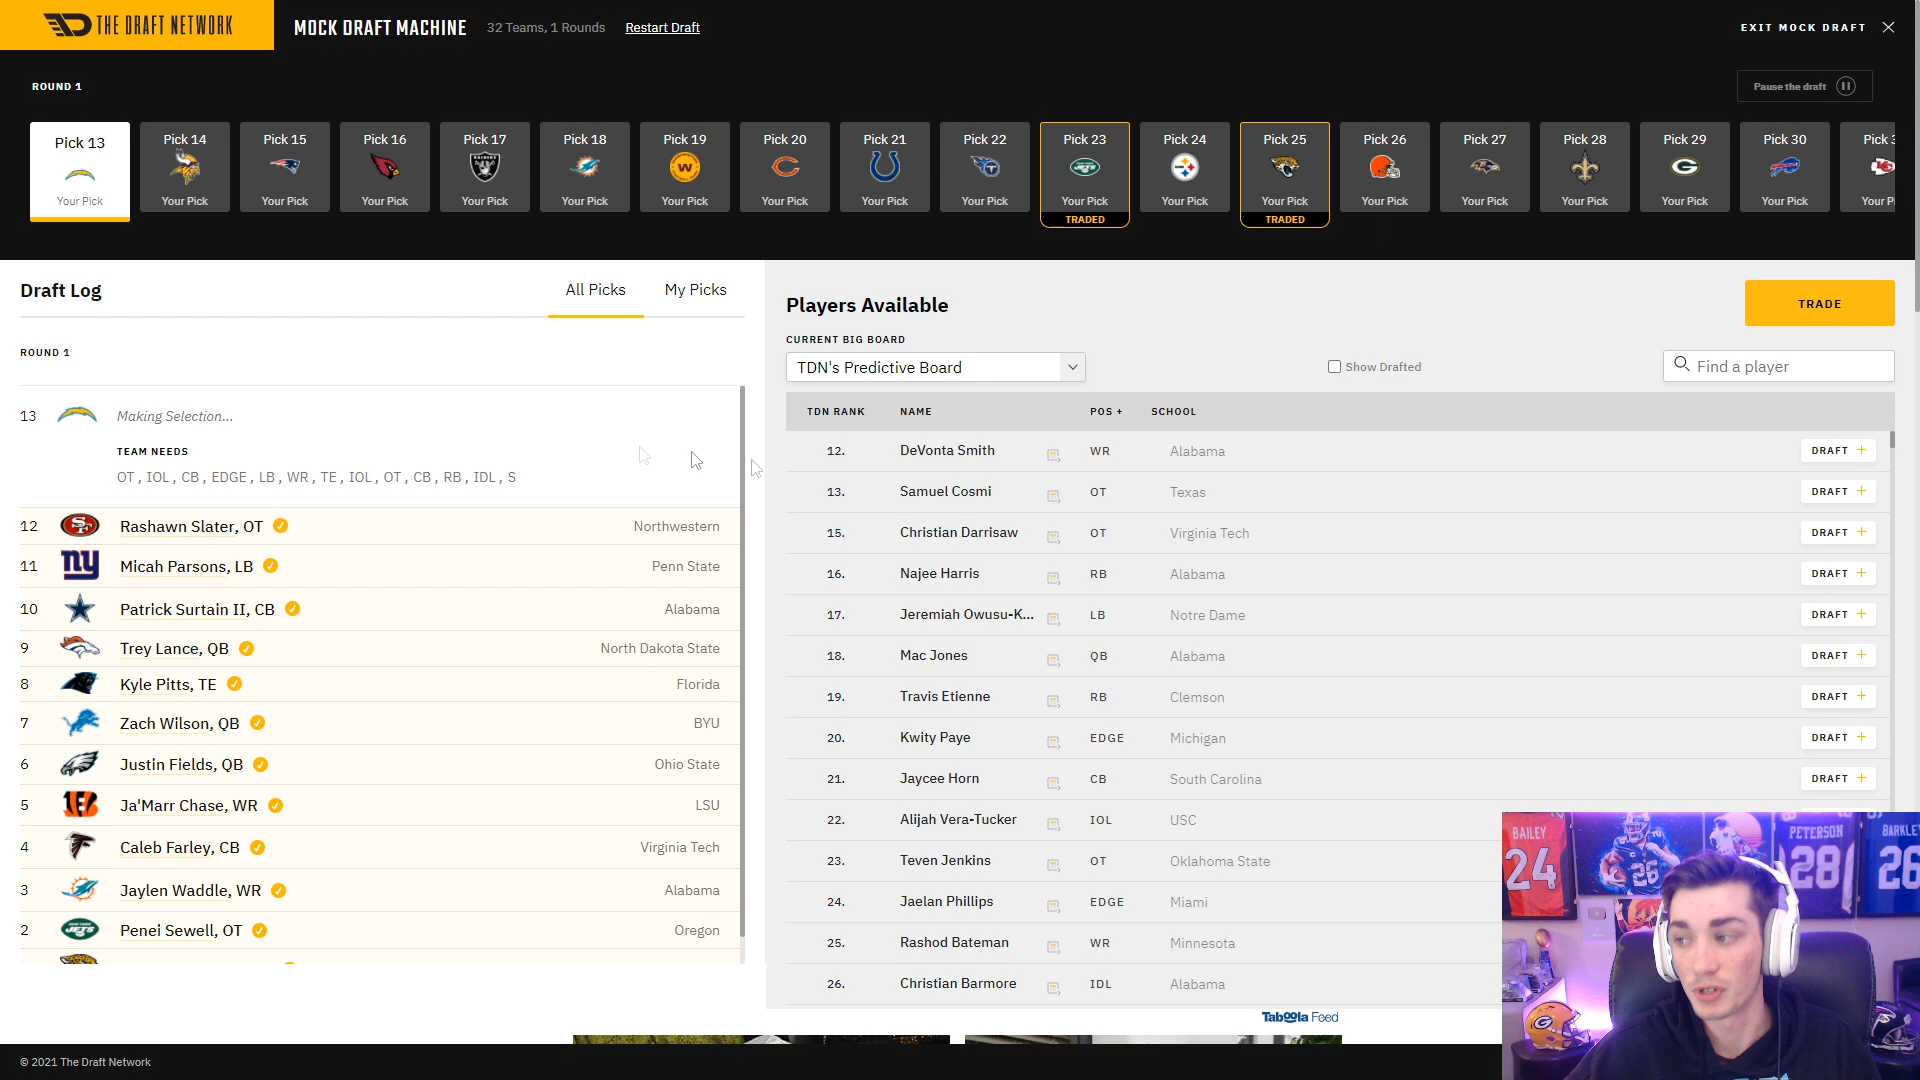 THE DRAFT NETWORK
MOCK DRAFT MACHINE
32 Teams, 1 Rounds
Restart Draft
EXIT MOCK DRAFT
ROUND 1
Pause the draft
Pick 13
Your Pick
Pick 14
Your Pick
Pick 15
Your Pick
Pick 16
Your Pick
Pick 17
RAIDERS
Your Pick
Pick 18
Your Pick
Pick 19
W
Your Pick
Pick 20
Your Pick
Pick 21
Your Pick
Pick 22
Your Pick
Pick 23
JETS
Your Pick
TRADED
Pick 24
Your Pick
Pick 25
Your Pick
TRADED
Pick 26
Your Pick
Pick 27
Your Pick
Pick 28
Your Pick
Pick 29
G
Your Pick
Pick 30
Your Pick
Pick 3
KC
Your P
Draft Log
All Picks
My Picks
ROUND 1
13 Making Selection...
TEAM NEEDS
OT , IOL , CB , EDGE , LB , WR , TE , IOL , OT , CB , RB , IDL , S
12 SF Rashawn Slater, OT Northwestern
11 ny Micah Parsons, LB Penn State
10 Patrick Surtain II, CB Alabama
9 Trey Lance, QB North Dakota State
8 Kyle Pitts, TE Florida
7 Zach Wilson, QB BYU
6 Justin Fields, QB Ohio State
5 Ja'Marr Chase, WR LSU
4 Caleb Farley, CB Virginia Tech
3 Jaylen Waddle, WR Alabama
2 JETS Penei Sewell, OT Oregon
Players Available
TRADE
CURRENT BIG BOARD
TDN's Predictive Board
Show Drafted
Find a player
TDN RANK NAME POS + SCHOOL
12. DeVonta Smith WR Alabama DRAFT +
13. Samuel Cosmi OT Texas DRAFT +
15. Christian Darrisaw OT Virginia Tech DRAFT +
16. Najee Harris RB Alabama DRAFT +
17. Jeremiah Owusu-K... LB Notre Dame DRAFT +
18. Mac Jones QB Alabama DRAFT +
19. Travis Etienne RB Clemson DRAFT +
20. Kwity Paye EDGE Michigan DRAFT +
21. Jaycee Horn CB South Carolina DRAFT +
22. Alijah Vera-Tucker IOL USC
23. Teven Jenkins OT Oklahoma State
24. Jaelan Phillips EDGE Miami
25. Rashod Bateman WR Minnesota
26. Christian Barmore IDL Alabama
Taboola Feed
BAILEY
24
26
PETERSON
28
BARKLEY
26
G
© 2021 The Draft Network